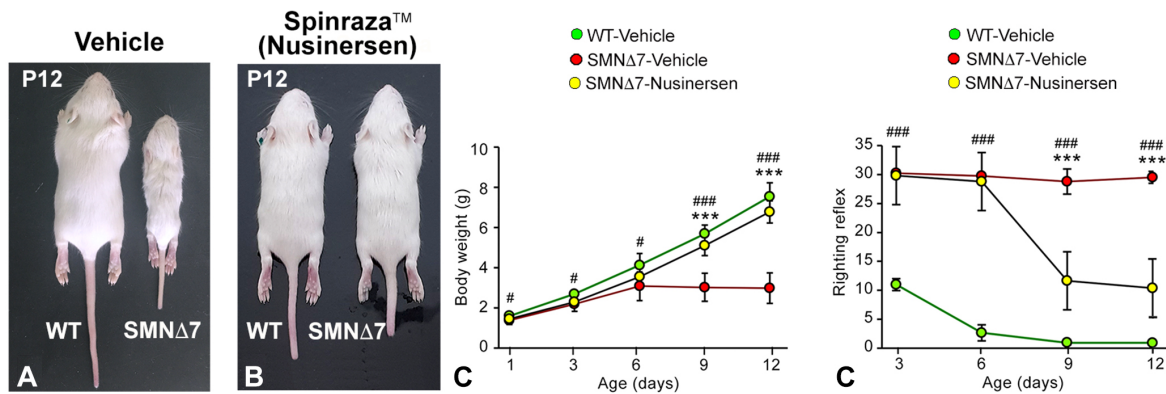 Vehicle
P12
WT
SMNΔ7
A
Spinraza™
(Nusinersen)
P12
WT
SMNΔ7
B
WT-Vehicle
SMNΔ7-Vehicle
SMNΔ7-Nusinersen
Body weight (g)
10
8
6
4
2
0
#
#
#
###
***
###
***
1
3
6
9
12
Age (days)
C
WT-Vehicle
SMNΔ7-Vehicle
SMNΔ7-Nusinersen
Righting reflex
35
30
25
20
15
10
5
0
###
###
###
***
###
***
3
6
9
12
Age (days)
C